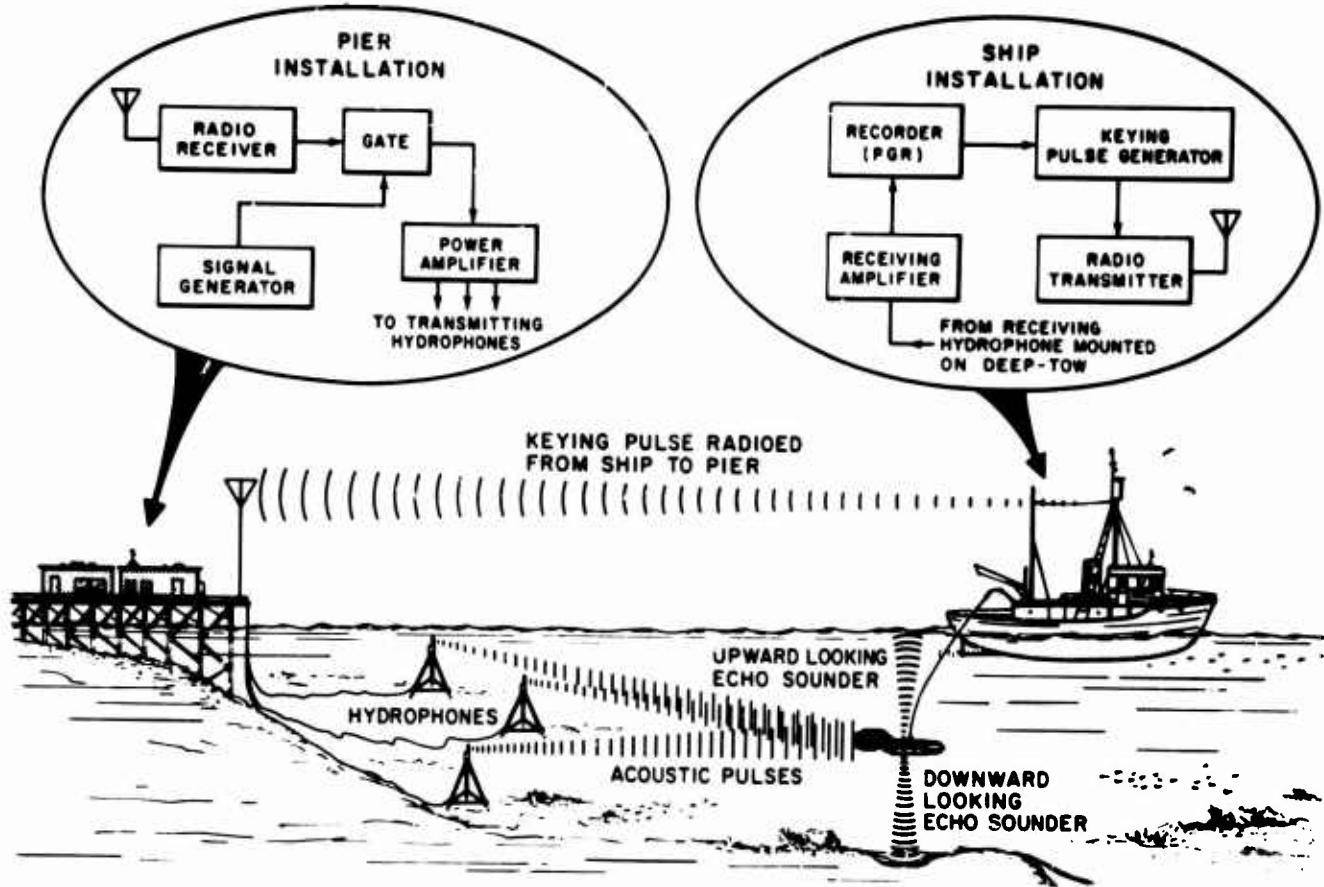 PIER
INSTALLATION
RADIO
RECEIVER
GATE
SIGNAL
GENERATOR
POWER
AMPLIFIER
TO TRANSMITTING
HYDROPHONES
SHIP
INSTALLATION
RECORDER
(PGR)
KEYING
PULSE GENERATOR
RECEIVING
AMPLIFIER
RADIO
TRANSMITTER
FROM RECEIVING
HYDROPHONE MOUNTED
ON DEEP-TOW
KEYING PULSE RADIOED
FROM SHIP TO PIER
UPWARD LOOKING
ECHO SOUNDER
HYDROPHONES
ACOUSTIC PULSES
DOWNWARD
LOOKING
ECHO SOUNDER